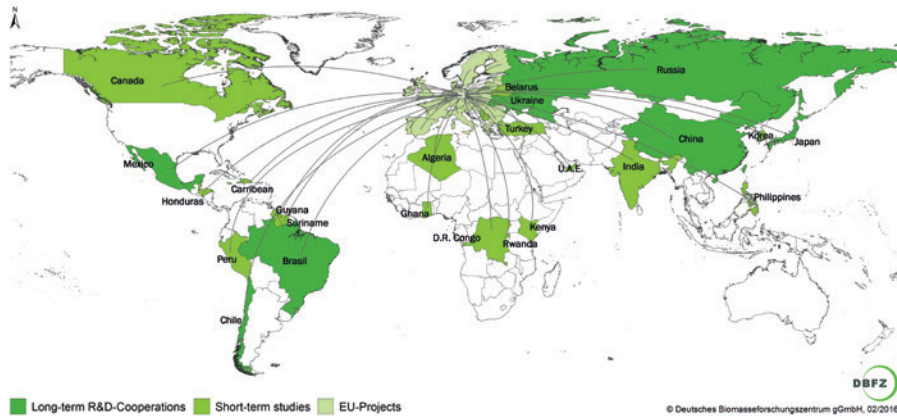 N
Canada
Russia
Belarus
Ukraine
Turkey
China
Korea
Japan
Mexico
Algeria
U.A.E.
India
Honduras
Carribean
Philippines
Guyana
Suriname
Ghana
Kenya
D.R. Congo
Rwanda
Peru
Brasil
Chile
DBFZ
Long-term R&D-Cooperations
Short-term studies
EU-Projects
© Deutsches Biomasseforschungszentrum gGmbH, 02/2016